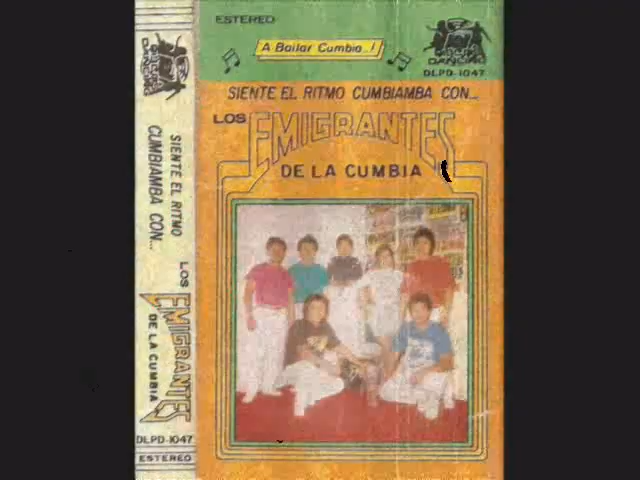 ESTEREO
A Bailar Cumbia..!
DANCING
DLPD-1047
SIENTE EL RITMO CUMBIAMBA CON...
LOS
EMIGRANTES
DE LA CUMBIA
SIENTE EL RITMO
CUMBIAMBA CON...
LOS
EMIGRANTES
DE LA CUMBIA
DLPD-1047
ESTEREO